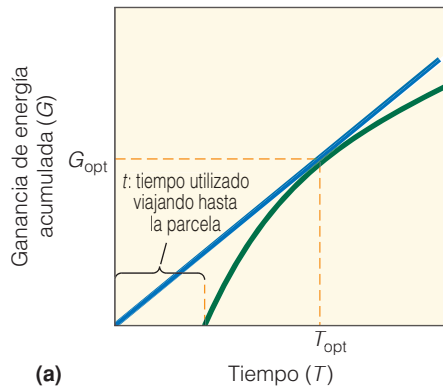 Ganancia de energía
acumulada (G)
G_opt
t: tiempo utilizado
viajando hasta
la parcela
T_opt
(a)
Tiempo (T)